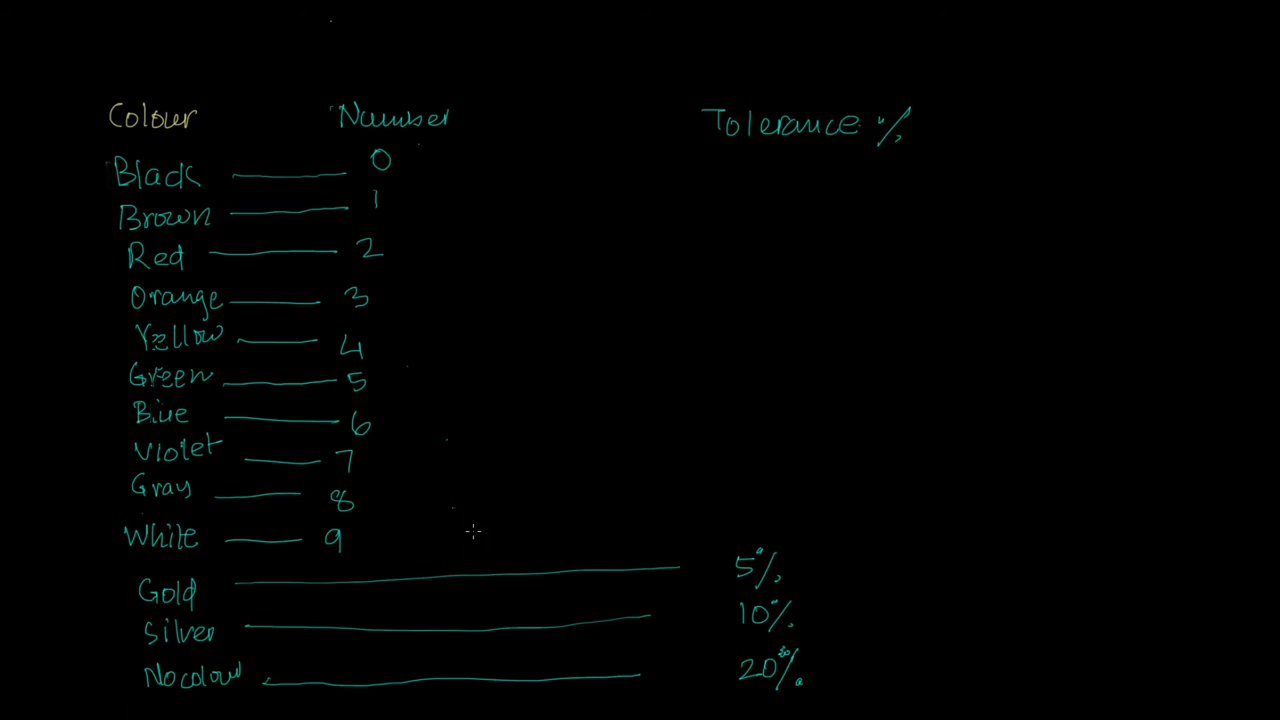 Colour Number Tolerance %
Black 0
Brown 1
Red 2
Orange 3
Yellow 4
Green 5
Blue 6
Violet 7
Gray 8
White 9
Gold 5%
Silver 10%
No colour 20%